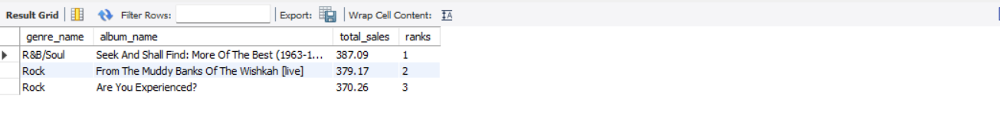 Result Grid Filter Rows: Export: Wrap Cell Content: IA
genre_name album_name total_sales ranks
R&B/Soul Seek And Shall Find: More Of The Best (1963-1... 387.09 1
Rock From The Muddy Banks Of The Wishkah [live] 379.17 2
Rock Are You Experienced? 370.26 3